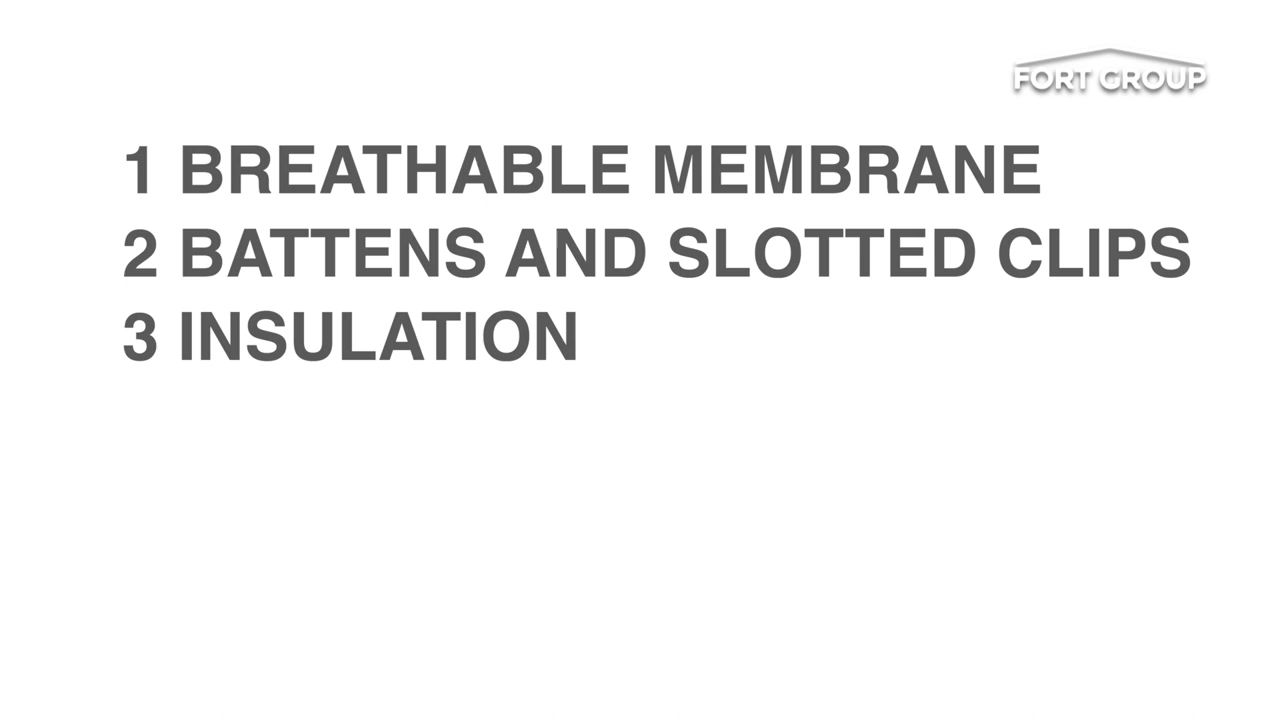 FORT GROUP
1 BREATHABLE MEMBRANE
2 BATTENS AND SLOTTED CLIPS
3 INSULATION